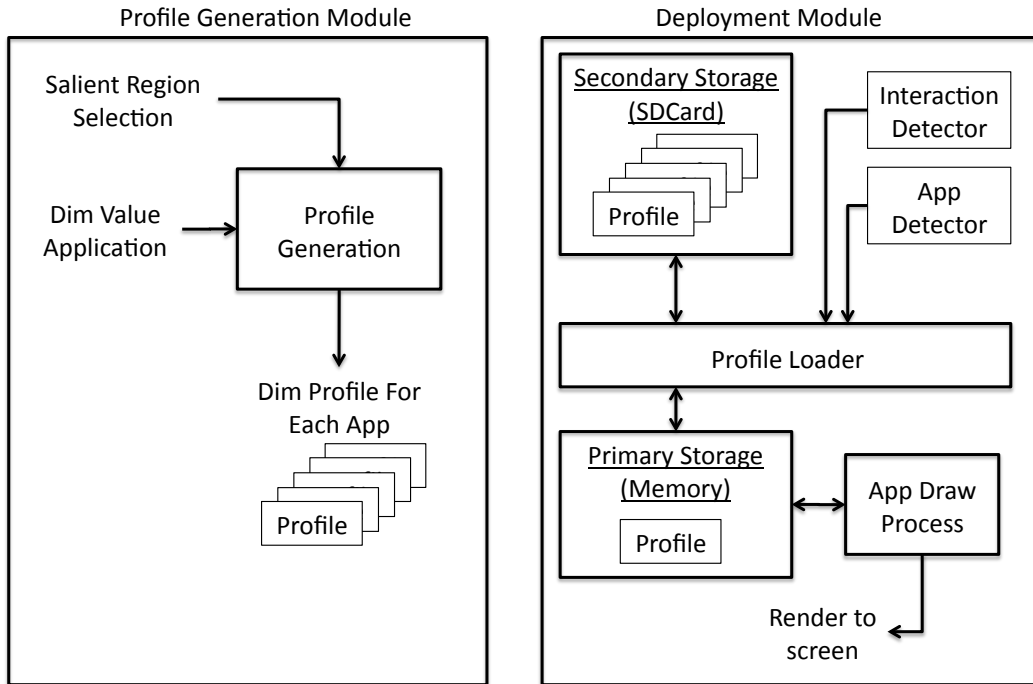 Profile Generation Module
Salient Region
Selection
Dim Value
Application
Profile
Generation
Dim Profile For
Each App
Profile
Deployment Module
Secondary Storage
(SDCard)
Profile
Interaction
Detector
App
Detector
Profile Loader
Primary Storage
(Memory)
Profile
App Draw
Process
Render to
screen